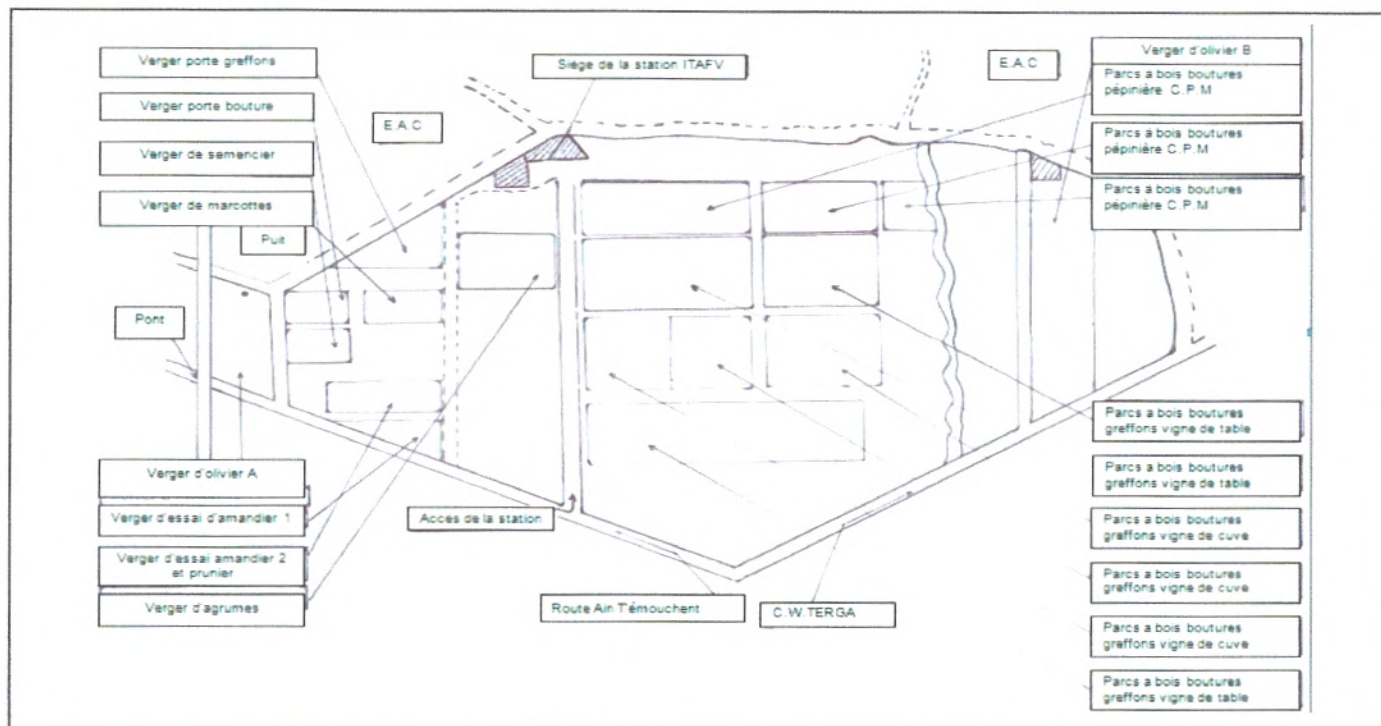 Verger porte greffons
Verger porte bouture
Verger de semencier
Verger de marcottes
Puit
Pont
E.A.C
Siège de la station ITAFV
E.A.C
Verger d'olivier B
Parcs a bois boutures
pépinière C.P.M
Parcs a bois boutures
pépinière C.P.M
Parcs a bois boutures
pépinière C.P.M
Verger d'olivier A
Verger d'essai d'amandier 1
Verger d'essai amandier 2
et prunier
Verger d'agrumes
Accès de la station
Route Ain T'émouchent
C.W.TERGA
Parcs a bois boutures
greffons vigne de table
Parcs a bois boutures
greffons vigne de table
Parcs a bois boutures
greffons vigne de cuve
Parcs a bois boutures
greffons vigne de cuve
Parcs a bois boutures
greffons vigne de cuve
Parcs a bois boutures
greffons vigne de table